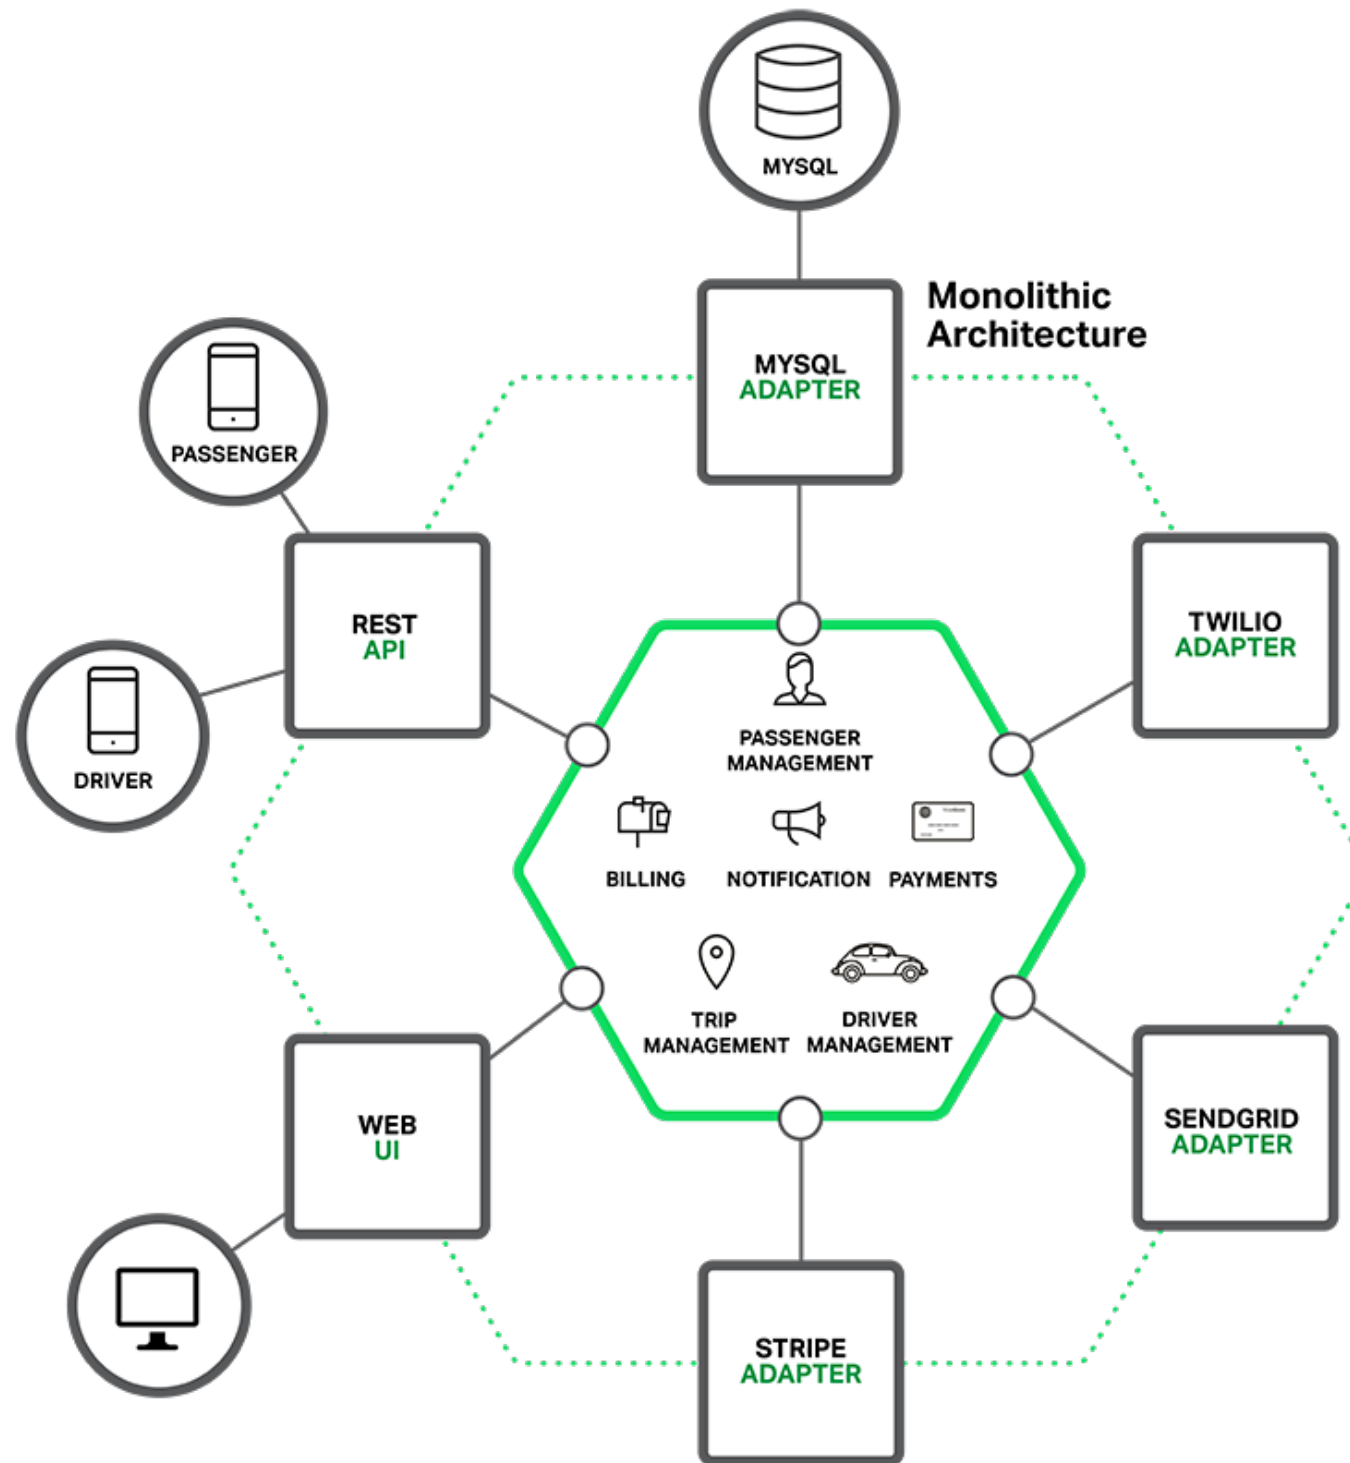 MYSQL
Monolithic
Architecture
MYSQL
ADAPTER
PASSENGER
REST
API
TWILIO
ADAPTER
DRIVER
PASSENGER
MANAGEMENT
BILLING
NOTIFICATION
PAYMENTS
TRIP
MANAGEMENT
DRIVER
MANAGEMENT
WEB
UI
SENDGRID
ADAPTER
STRIPE
ADAPTER